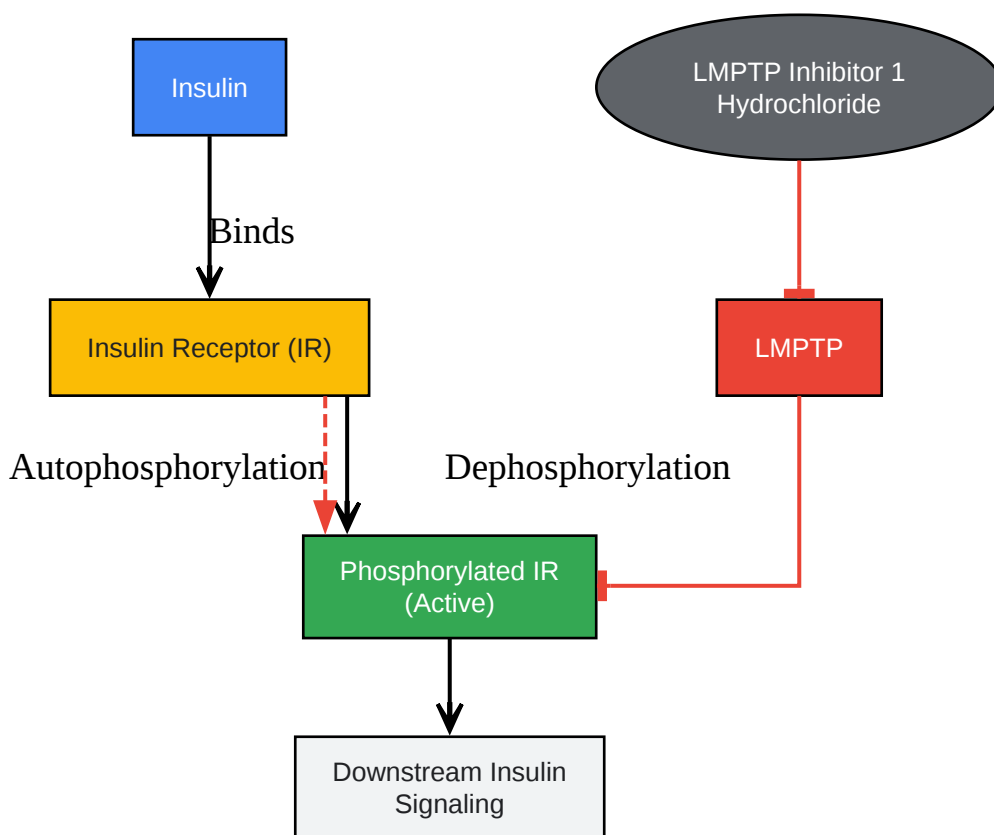 Insulin
LMPTP Inhibitor 1
Hydrochloride
Binds
Insulin Receptor (IR)
LMPTP
Autophosphorylation
Dephosphorylation
Phosphorylated IR
(Active)
Downstream Insulin
Signaling